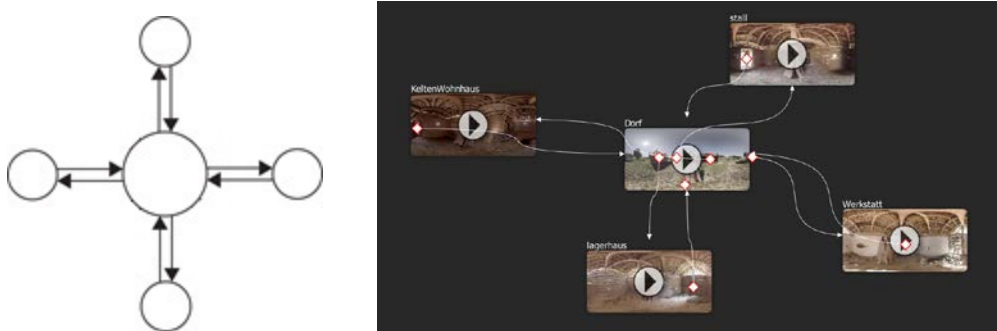 stall
KeltenWohnhaus
Dorf
Werkstatt
lagerhaus